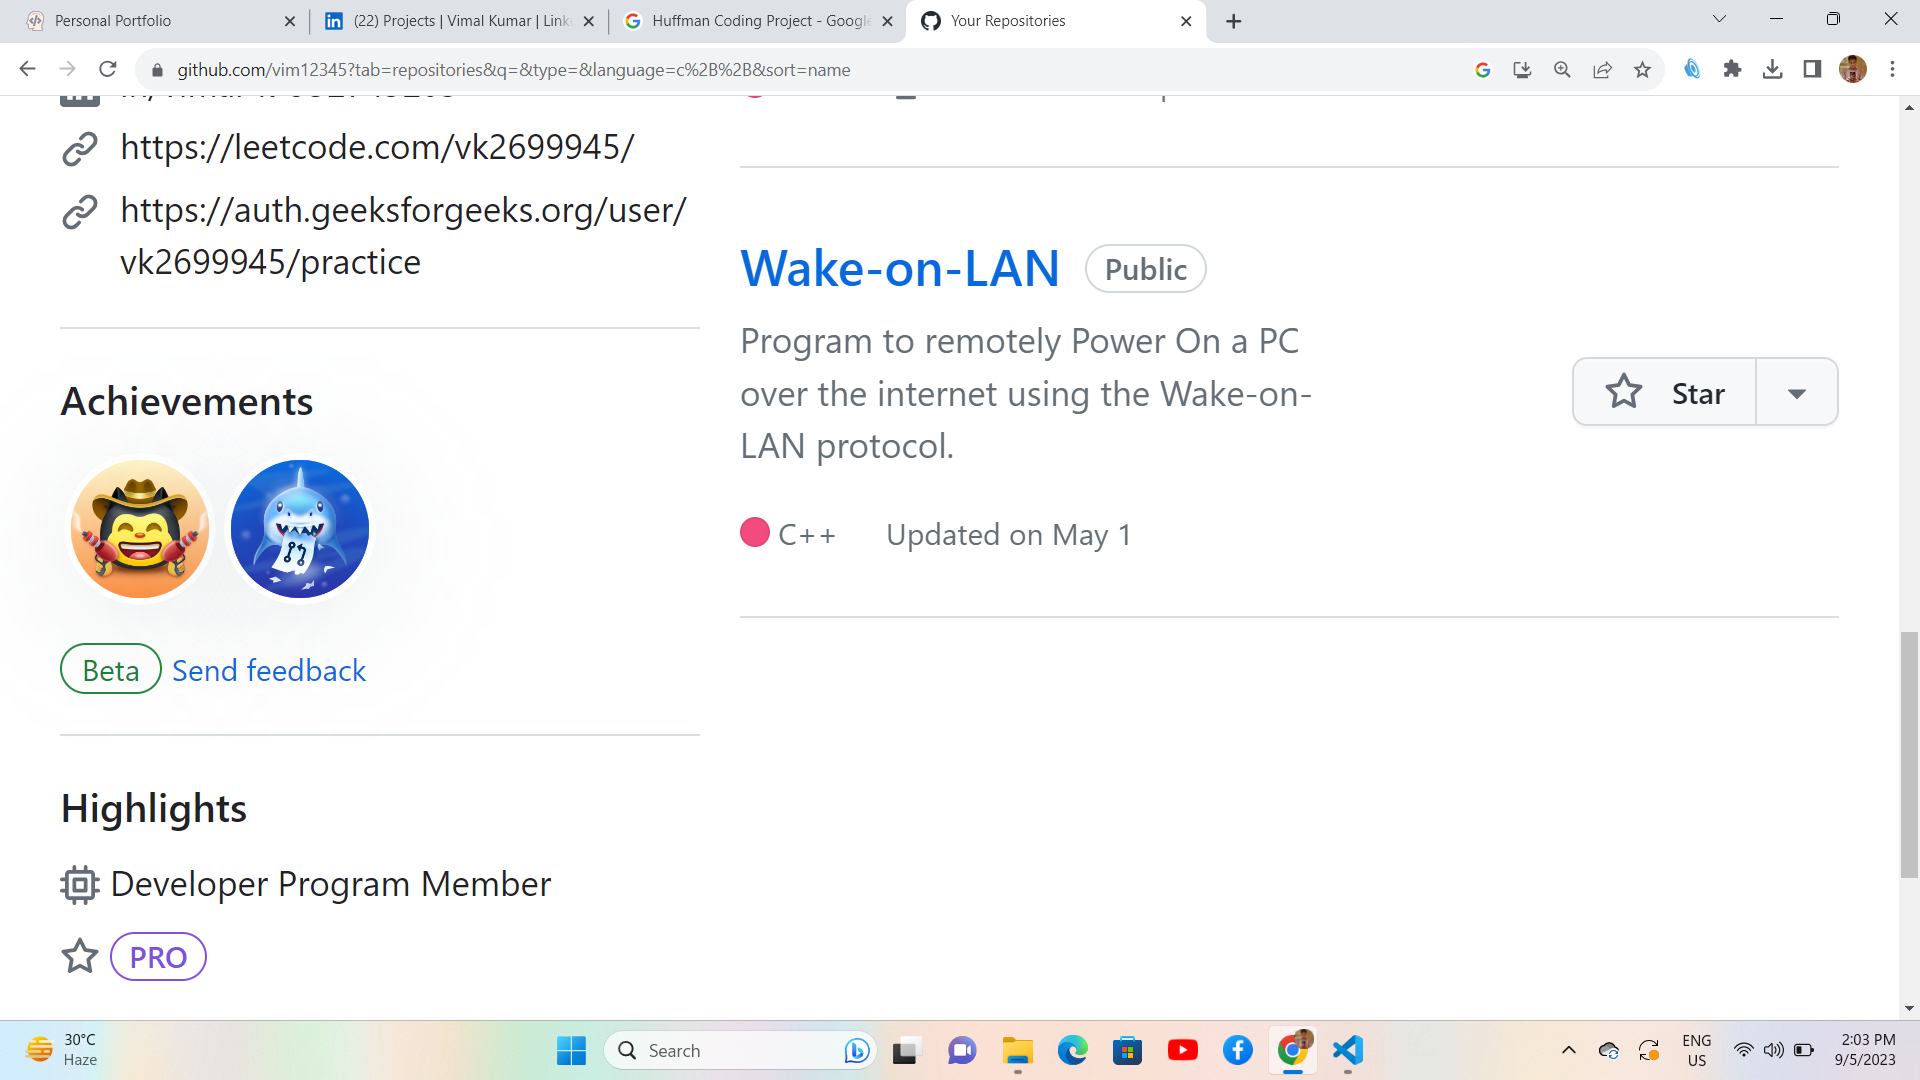 Personal Portfolio
(22) Projects | Vimal Kumar | Link
Huffman Coding Project - Google
Your Repositories
github.com/vim12345?tab=repositories&q=&type=&language=c%2B%2B&sort=name
https://leetcode.com/vk2699945/
https://auth.geeksforgeeks.org/user/
vk2699945/practice
Achievements
Beta Send feedback
Highlights
Developer Program Member
PRO
Wake-on-LAN Public
Program to remotely Power On a PC
over the internet using the Wake-on-
LAN protocol.
C++ Updated on May 1
Star
30°C
Haze
Search
ENG
US
2:03 PM
9/5/2023